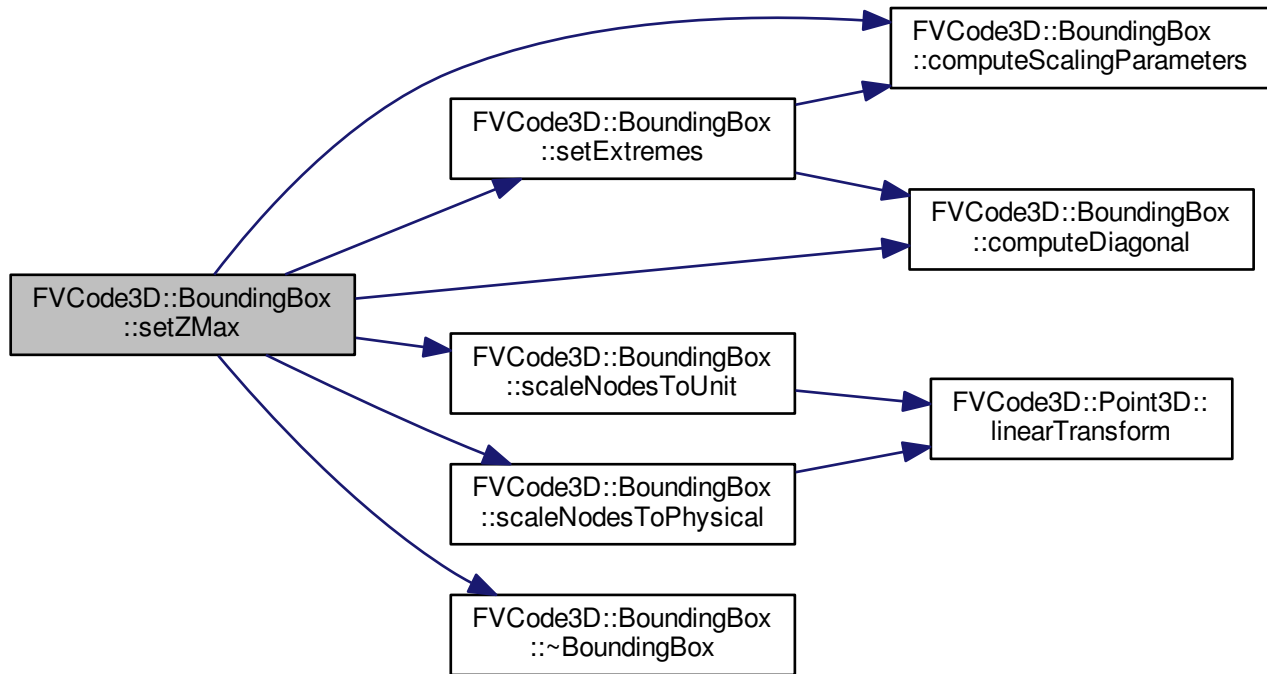 FVCode3D::BoundingBox
::setZMax
FVCode3D::BoundingBox
::computeScalingParameters
FVCode3D::BoundingBox
::setExtremes
FVCode3D::BoundingBox
::computeDiagonal
FVCode3D::BoundingBox
::scaleNodesToUnit
FVCode3D::Point3D::
linearTransform
FVCode3D::BoundingBox
::scaleNodesToPhysical
FVCode3D::BoundingBox
::~BoundingBox